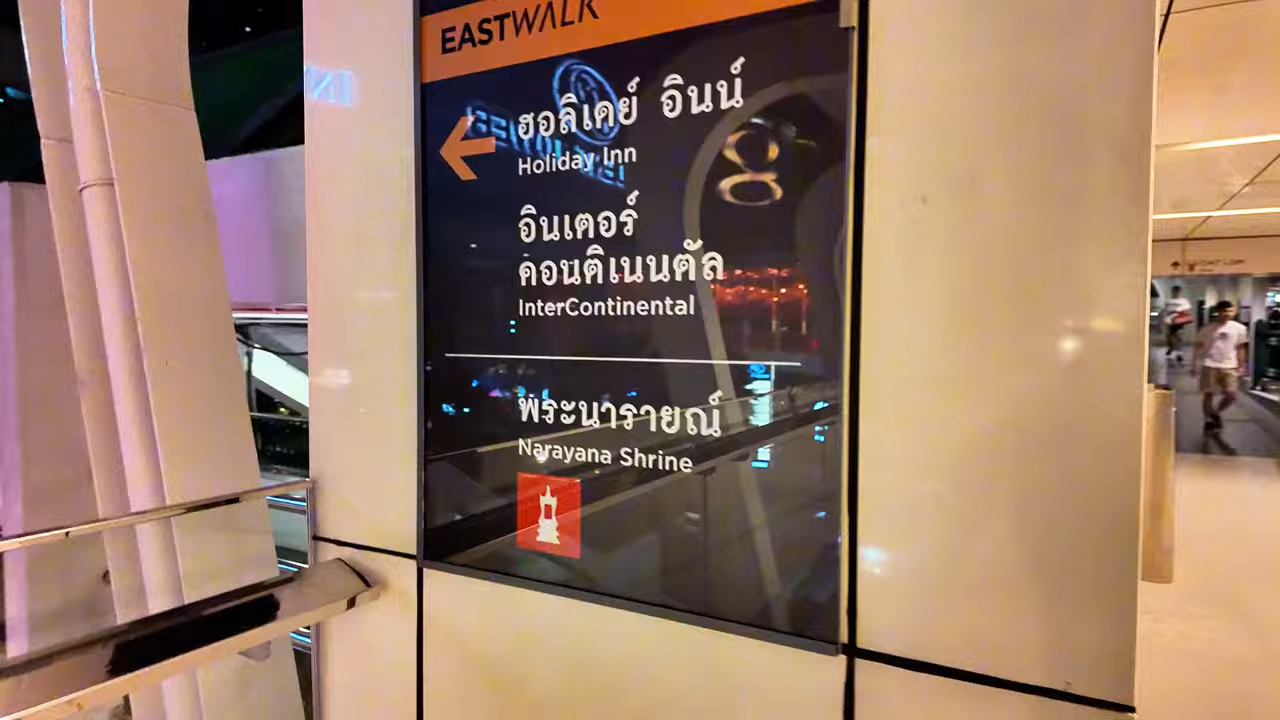 EASTWALK
ฮอลิเดย์ อินน์
Holiday Inn
อินเตอร์
คอนติเนนตัล
InterContinental
พระนารายณ์
Narayana Shrine